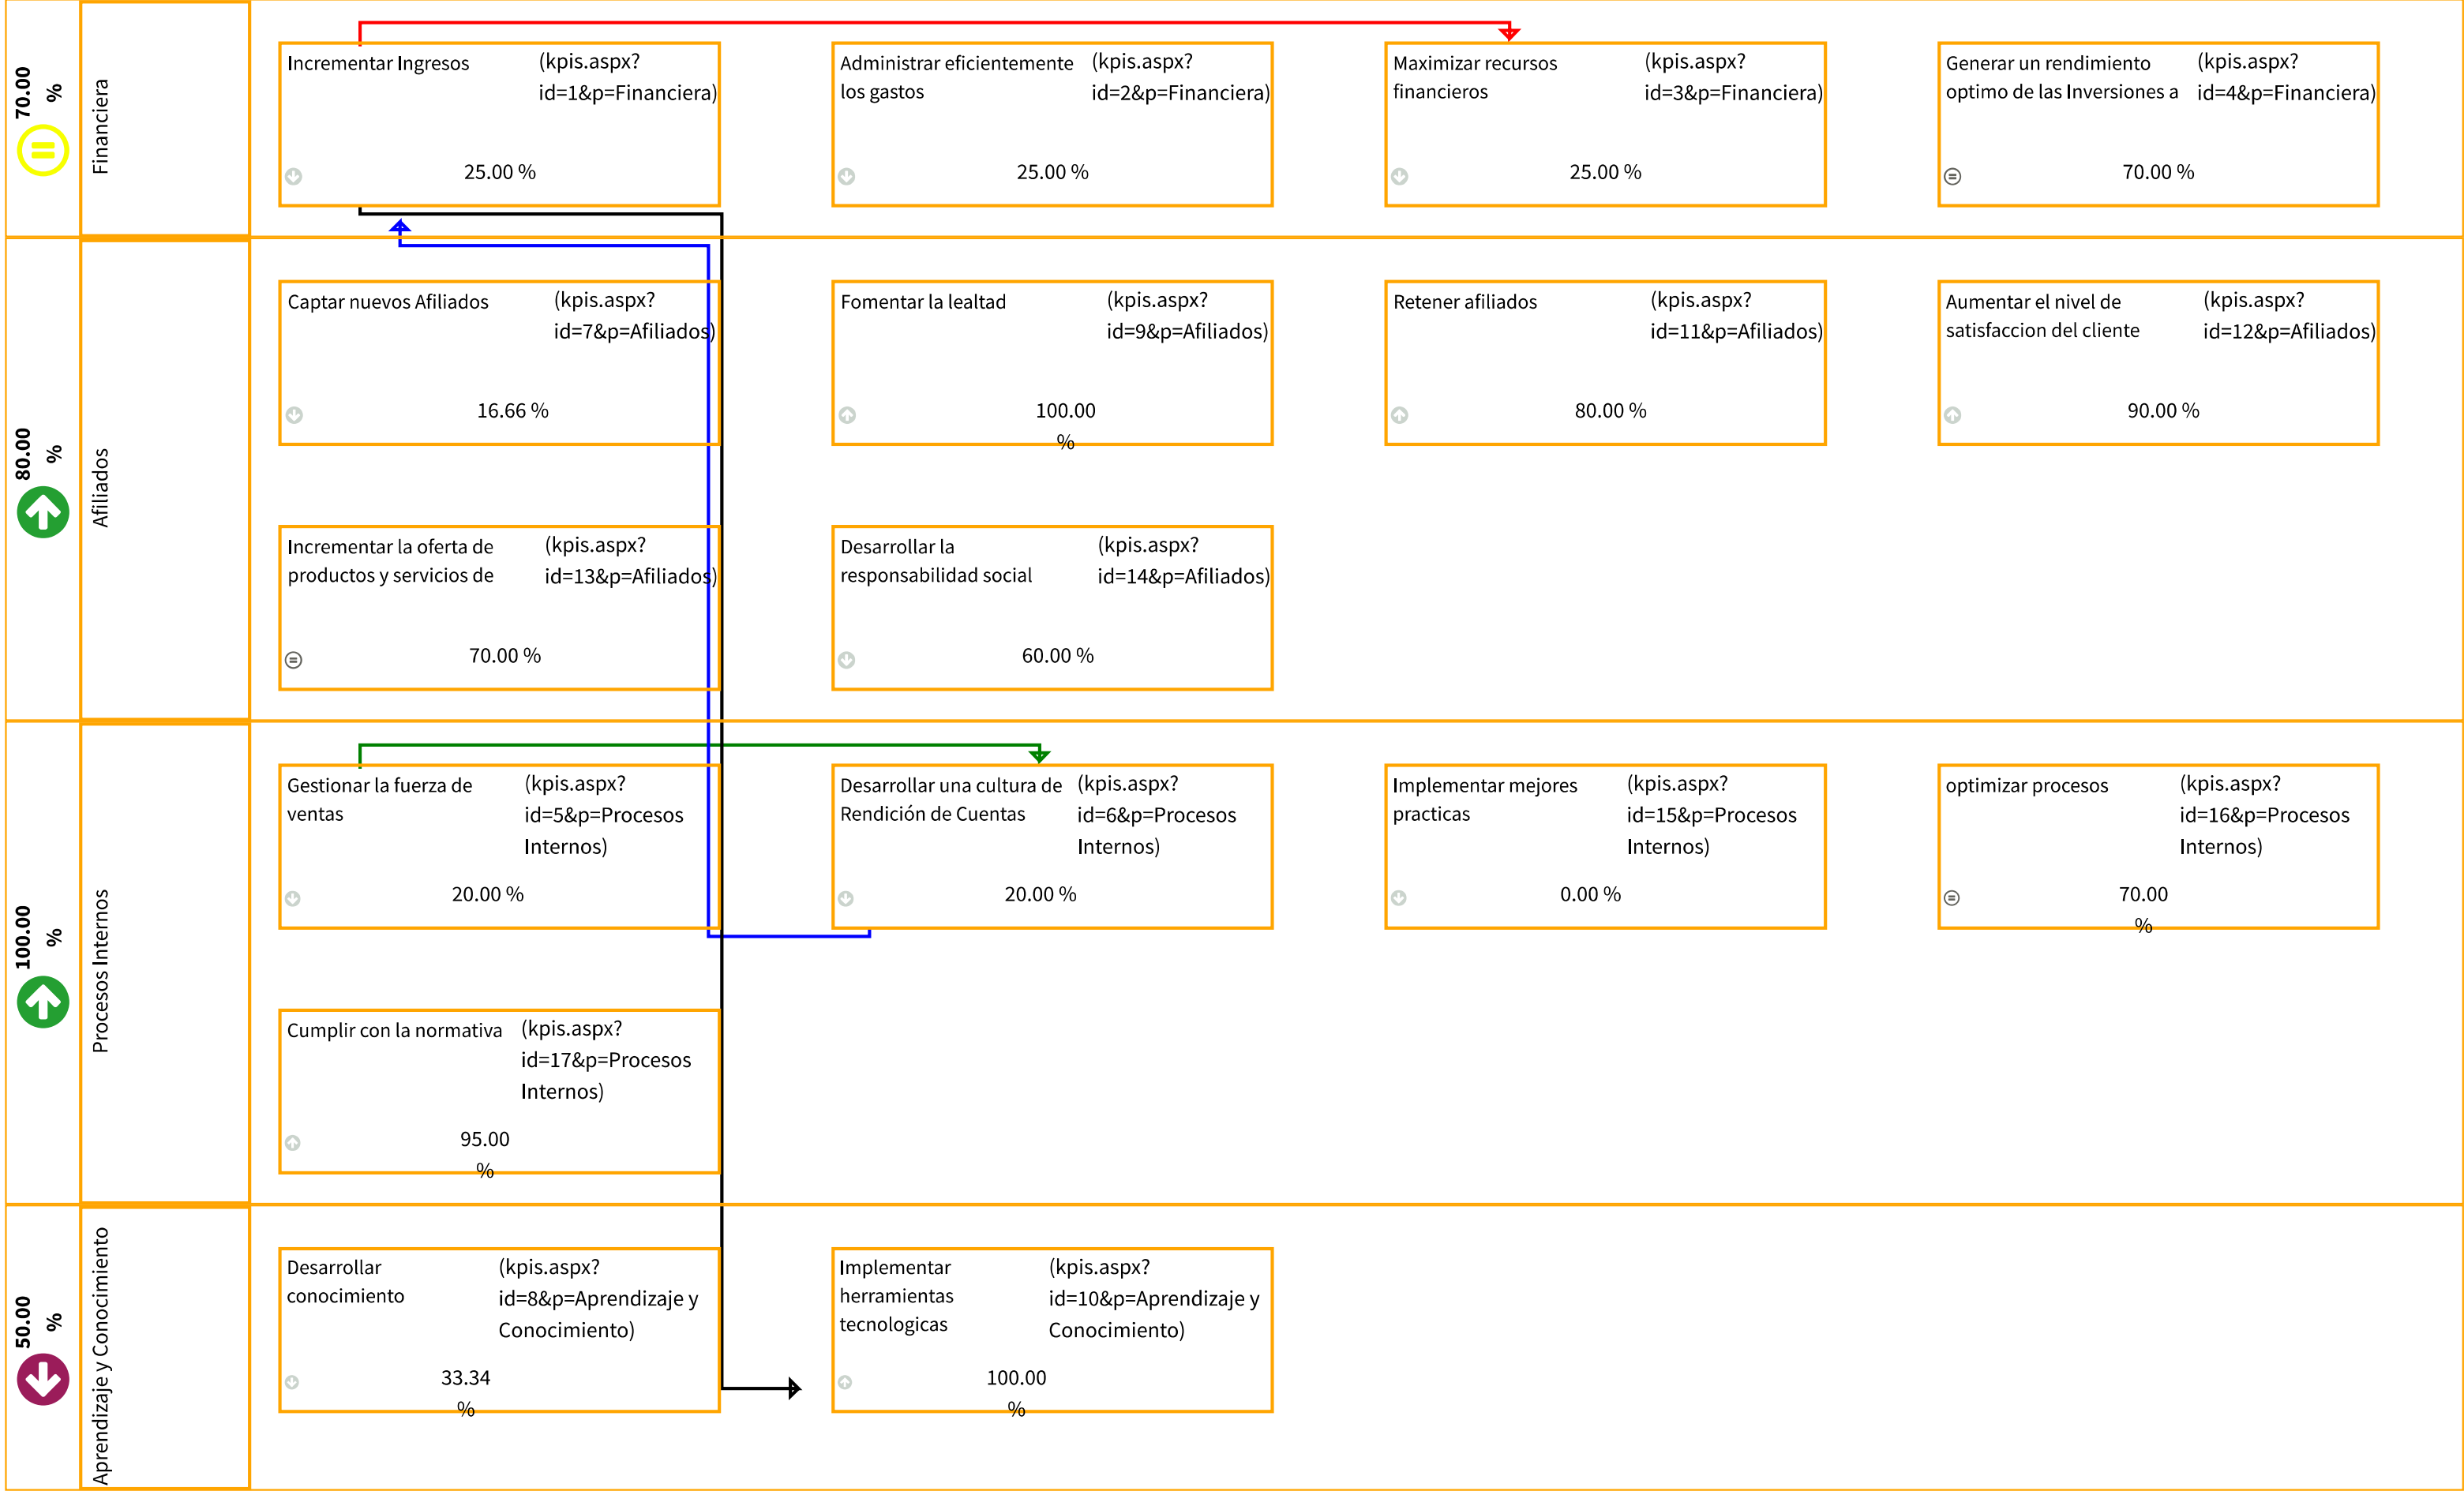 70.00
%
Financiera
Incrementar Ingresos
(kpis.aspx?
id=1&p=Financiera)
25.00 %
Administrar eficientemente
los gastos
(kpis.aspx?
id=2&p=Financiera)
25.00 %
Maximizar recursos
financieros
(kpis.aspx?
id=3&p=Financiera)
25.00 %
Generar un rendimiento
optimo de las Inversiones a
(kpis.aspx?
id=4&p=Financiera)
70.00 %
80.00
%
Afiliados
Captar nuevos Afiliados
(kpis.aspx?
id=7&p=Afiliados)
16.66 %
Fomentar la lealtad
(kpis.aspx?
id=9&p=Afiliados)
100.00
%
Retener afiliados
(kpis.aspx?
id=11&p=Afiliados)
80.00 %
Aumentar el nivel de
satisfaccion del cliente
(kpis.aspx?
id=12&p=Afiliados)
90.00 %
Incrementar la oferta de
productos y servicios de
(kpis.aspx?
id=13&p=Afiliados)
70.00 %
Desarrollar la
responsabilidad social
(kpis.aspx?
id=14&p=Afiliados)
60.00 %
100.00
%
Procesos Internos
Gestionar la fuerza de
ventas
(kpis.aspx?
id=5&p=Procesos
Internos)
20.00 %
Desarrollar una cultura de
Rendición de Cuentas
(kpis.aspx?
id=6&p=Procesos
Internos)
20.00 %
Implementar mejores
practicas
(kpis.aspx?
id=15&p=Procesos
Internos)
0.00 %
optimizar procesos
(kpis.aspx?
id=16&p=Procesos
Internos)
70.00
%
Cumplir con la normativa
(kpis.aspx?
id=17&p=Procesos
Internos)
95.00
%
50.00
%
Aprendizaje y Conocimiento
Desarrollar
conocimiento
(kpis.aspx?
id=8&p=Aprendizaje y
Conocimiento)
33.34
%
Implementar
herramientas
tecnologicas
(kpis.aspx?
id=10&p=Aprendizaje y
Conocimiento)
100.00
%